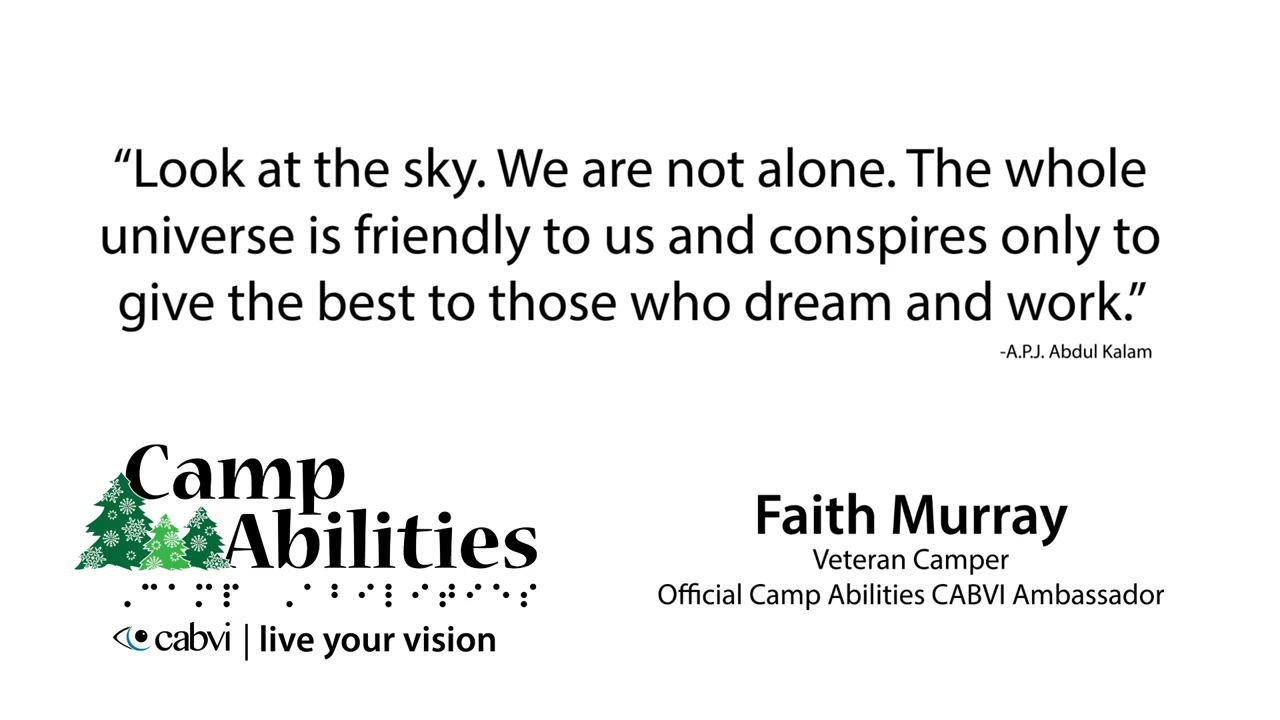 “Look at the sky. We are not alone. The whole
universe is friendly to us and conspires only to
give the best to those who dream and work.”
-A.P.J. Abdul Kalam
Camp
Abilities
⠠⠉⠁⠍⠏ ⠠⠁⠃⠊⠇⠊⠞⠊⠑⠎
cabvi | live your vision
Faith Murray
Veteran Camper
Official Camp Abilities CABVI Ambassador